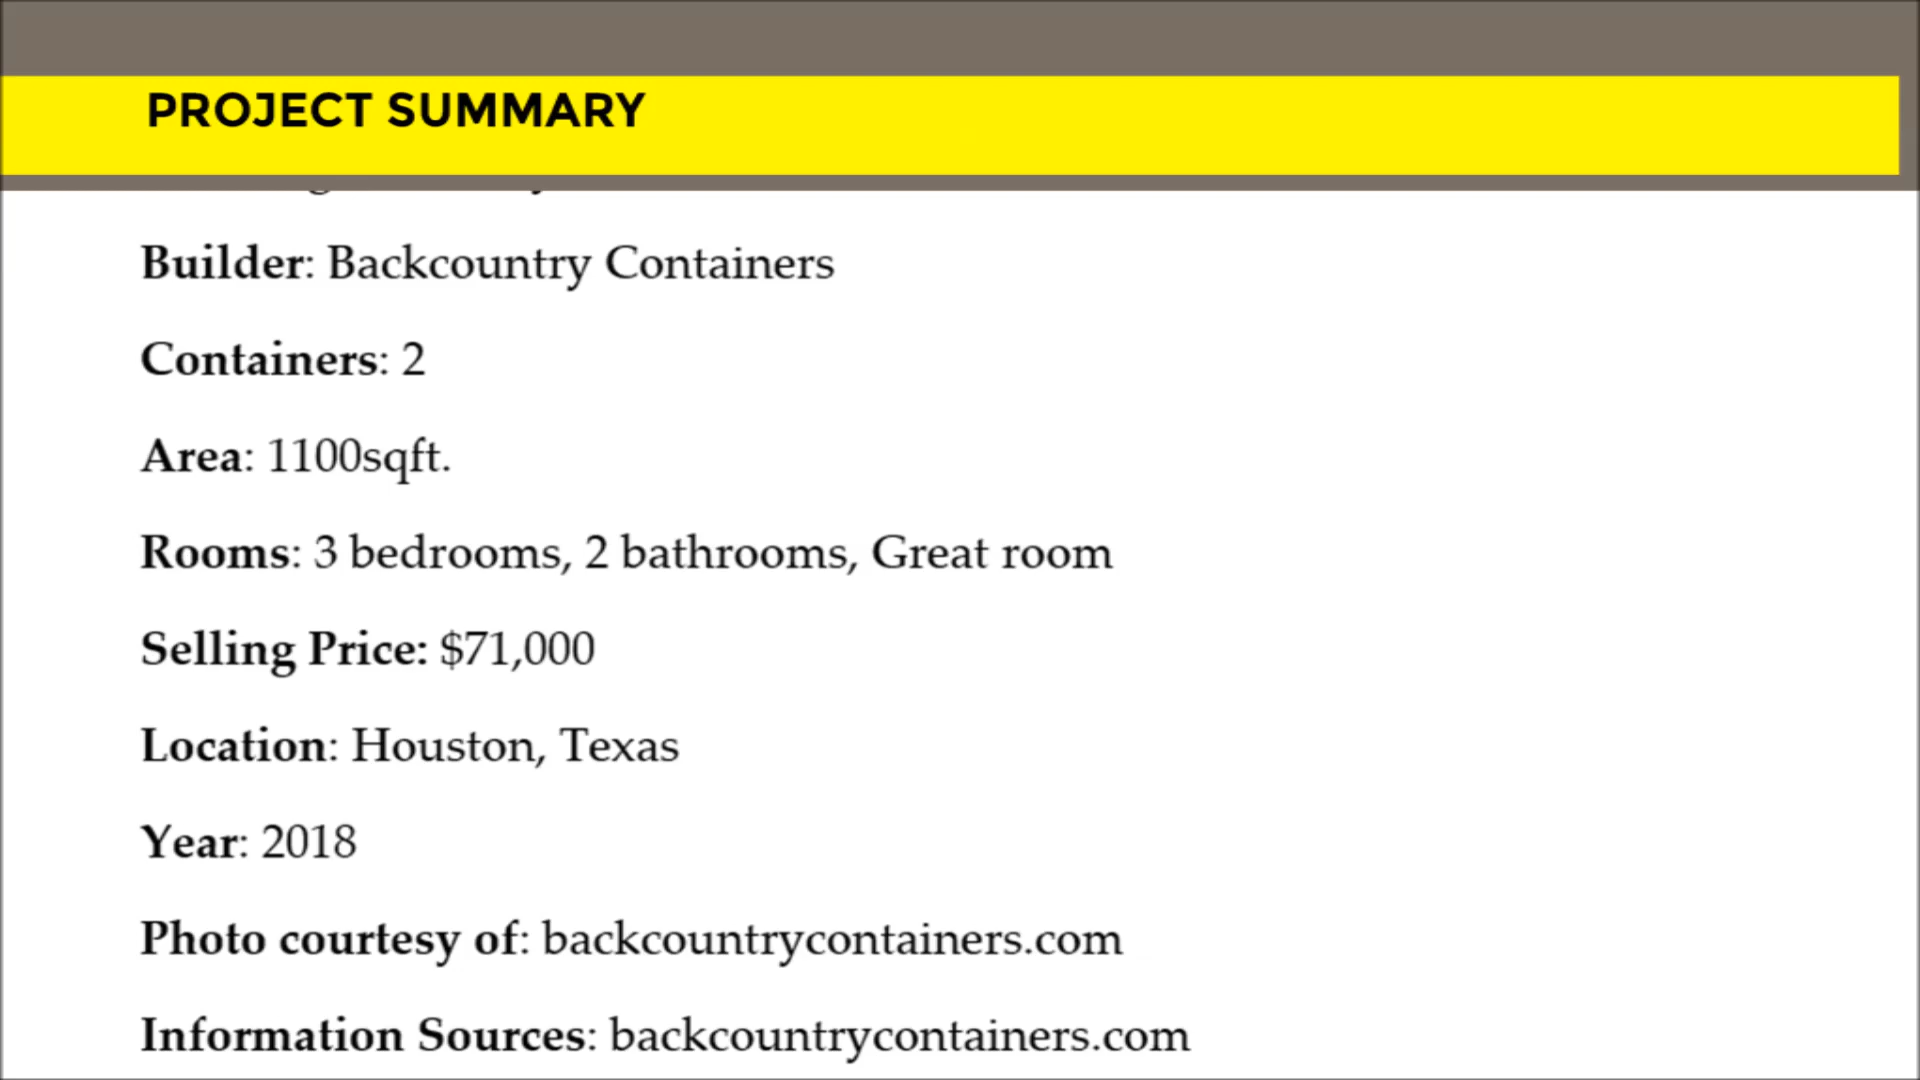 PROJECT SUMMARY
Builder: Backcountry Containers
Containers: 2
Area: 1100sqft.
Rooms: 3 bedrooms, 2 bathrooms, Great room
Selling Price: $71,000
Location: Houston, Texas
Year: 2018
Photo courtesy of: backcountrycontainers.com
Information Sources: backcountrycontainers.com